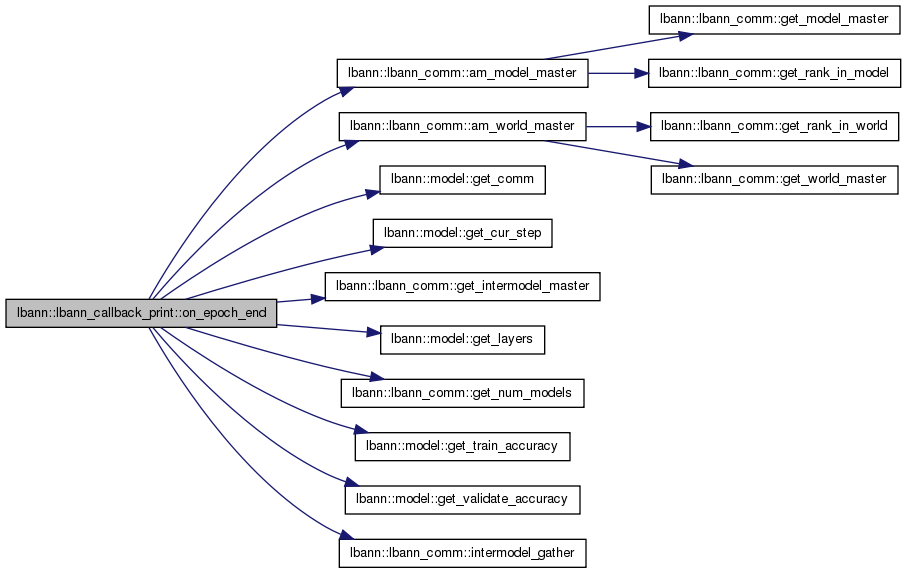 lbann::lbann_callback_print::on_epoch_end
lbann::lbann_comm::am_model_master
lbann::lbann_comm::get_model_master
lbann::lbann_comm::get_rank_in_model
lbann::lbann_comm::am_world_master
lbann::lbann_comm::get_rank_in_world
lbann::lbann_comm::get_world_master
lbann::model::get_comm
lbann::model::get_cur_step
lbann::lbann_comm::get_intermodel_master
lbann::model::get_layers
lbann::lbann_comm::get_num_models
lbann::model::get_train_accuracy
lbann::model::get_validate_accuracy
lbann::lbann_comm::intermodel_gather